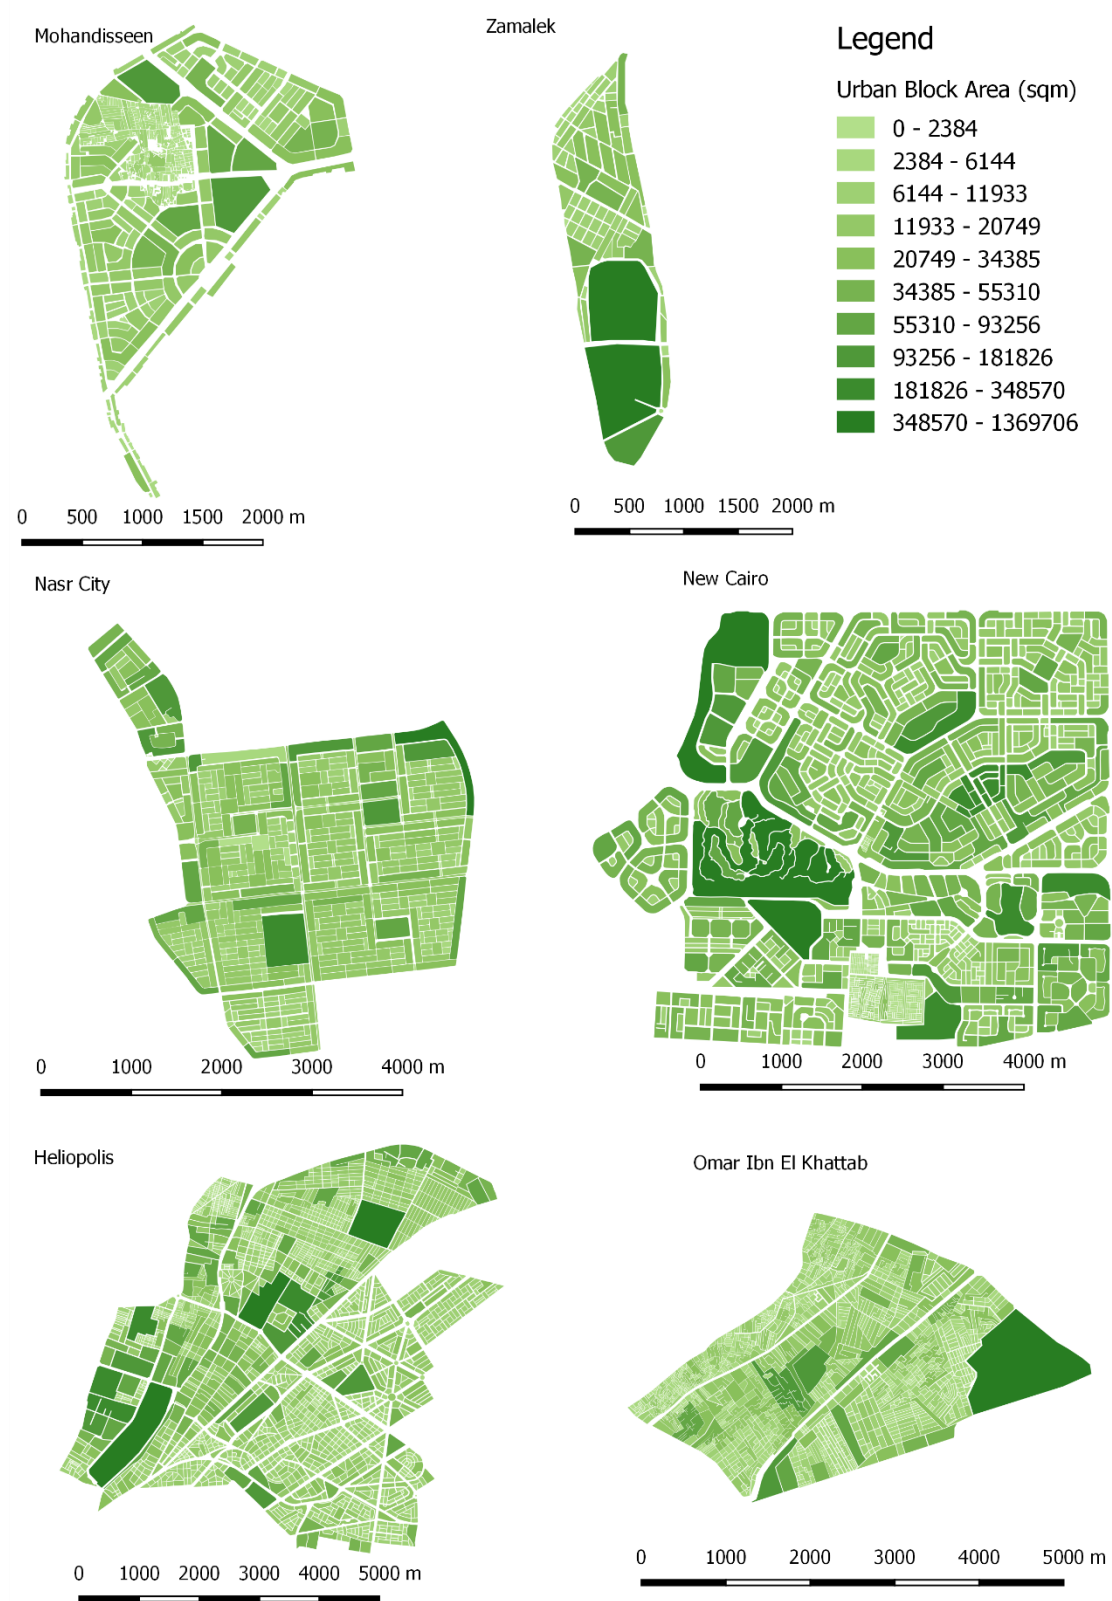 Mohandisseen
Zamalek
Legend
Urban Block Area (sqm)
0 - 2384
2384 - 6144
6144 - 11933
11933 - 20749
20749 - 34385
34385 - 55310
55310 - 93256
93256 - 181826
181826 - 348570
348570 - 1369706
0 500 1000 1500 2000 m
0 500 1000 1500 2000 m
Nasr City
New Cairo
0 1000 2000 3000 4000 m
0 1000 2000 3000 4000 m
Heliopolis
Omar Ibn El Khattab
0 1000 2000 3000 4000 5000 m
0 1000 2000 3000 4000 5000 m